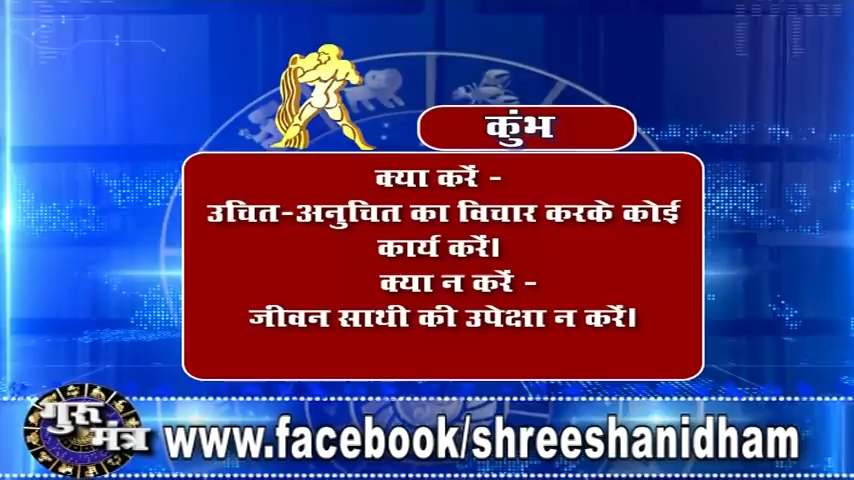 कुंभ
क्या करें -
उचित-अनुचित का विचार करके कोई
कार्य करें।
क्या न करें -
जीवन साथी की उपेक्षा न करें।
गुरु
मंत्र
www.facebook/shreeshanidham